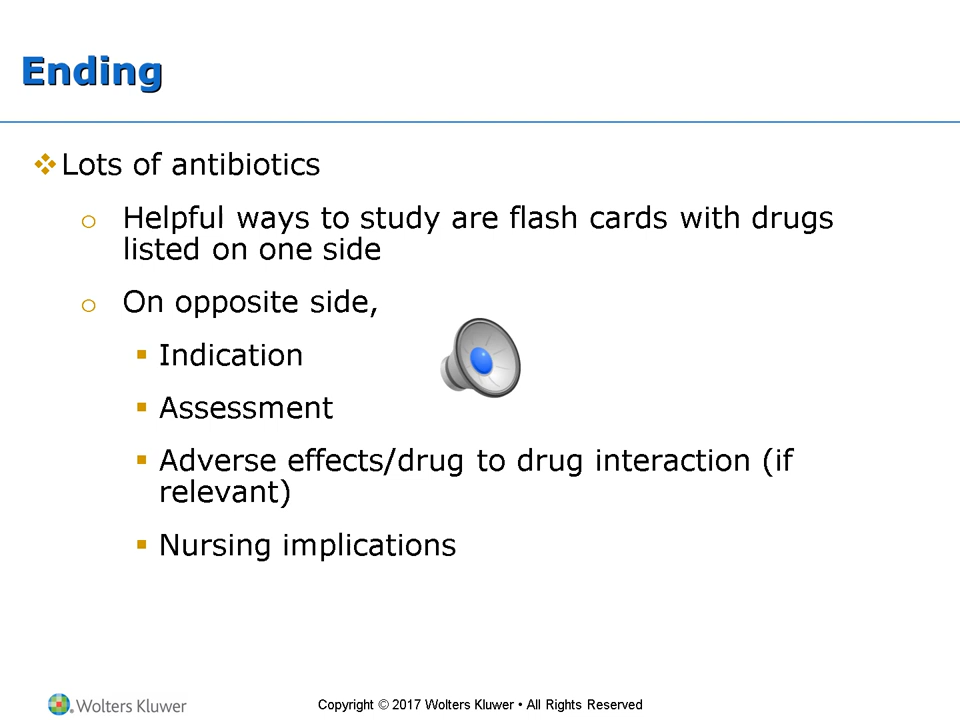 Ending
Lots of antibiotics
o Helpful ways to study are flash cards with drugs
listed on one side
o On opposite side,
▪ Indication
▪ Assessment
▪ Adverse effects/drug to drug interaction (if
relevant)
▪ Nursing implications
Wolters Kluwer
Copyright © 2017 Wolters Kluwer • All Rights Reserved